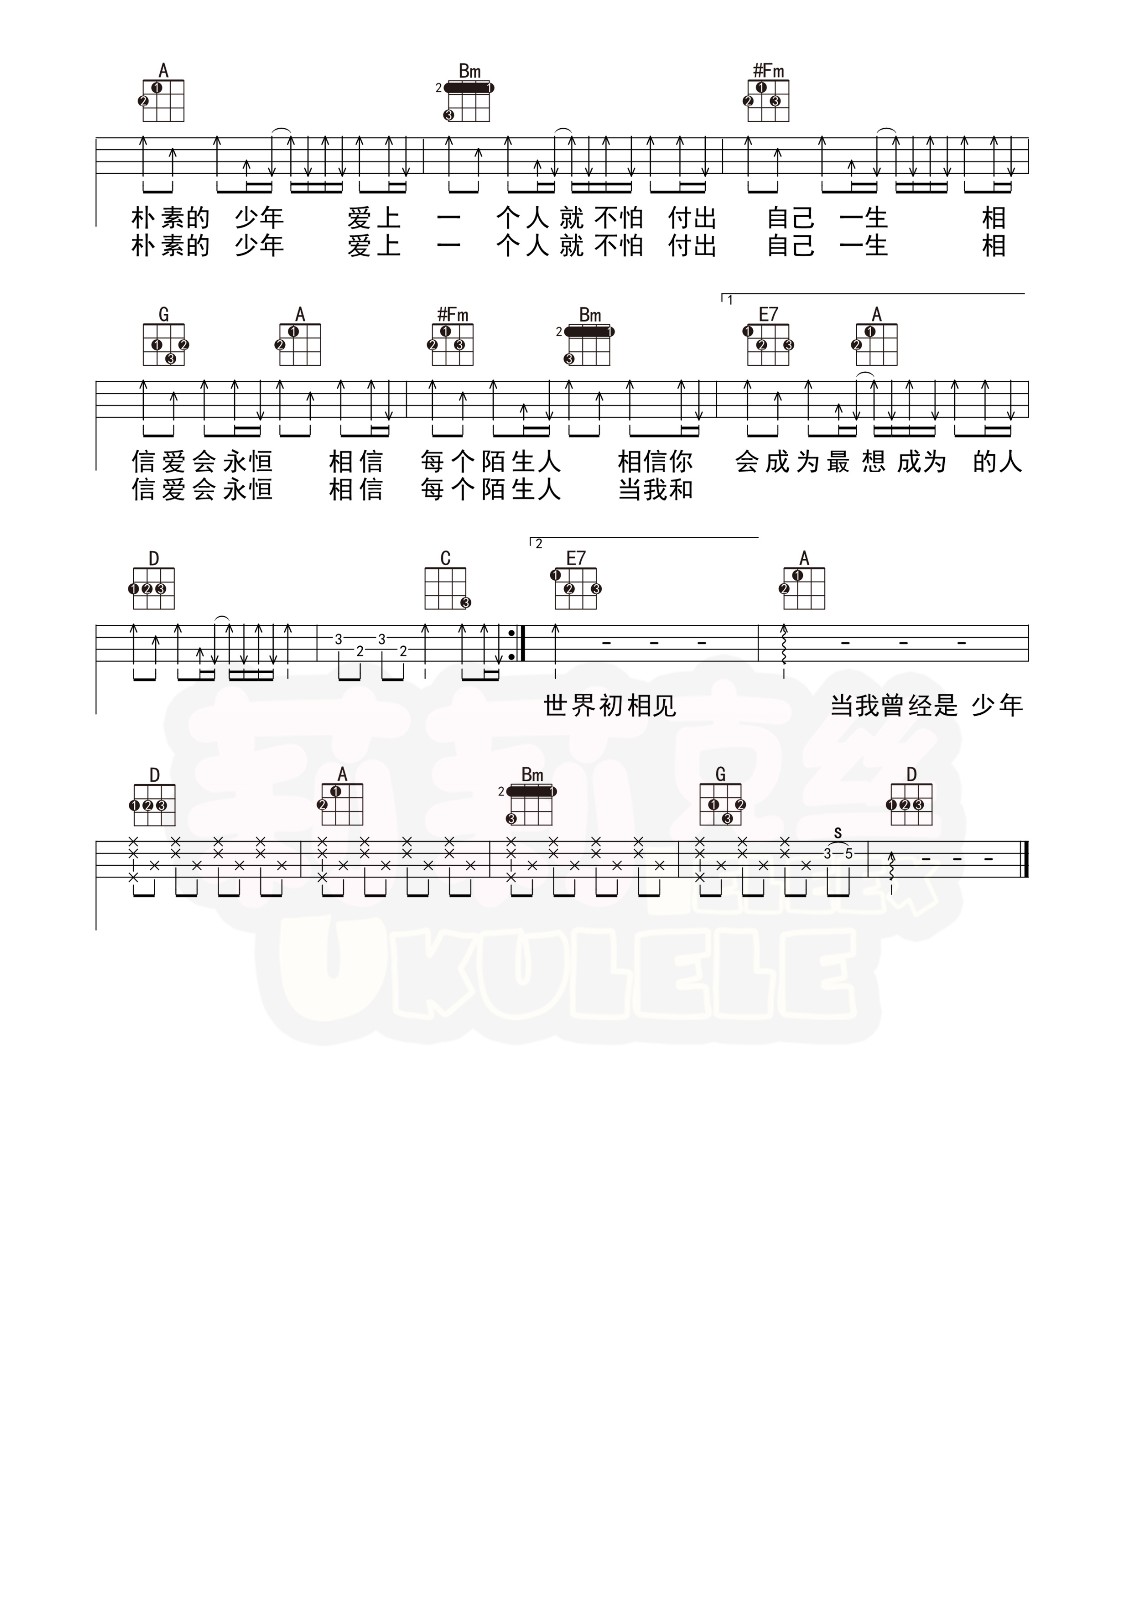 A Bm #Fm
2
朴素的 少年 爱上 一 个人就不怕 付出 自己 一生 相
朴素的 少年 爱上 一 个人就不怕 付出 自己 一生 相
1
G A #Fm Bm E7 A
2
信爱会永恒 相信 每个陌生人 相信你 会成为最想成为 的人
信爱会永恒 相信 每个陌生人 当我和
2
D C E7 A
3 2 3 2
世界初相见 当我曾经是少年
D A Bm G D
2
S
3 5
UKULELE